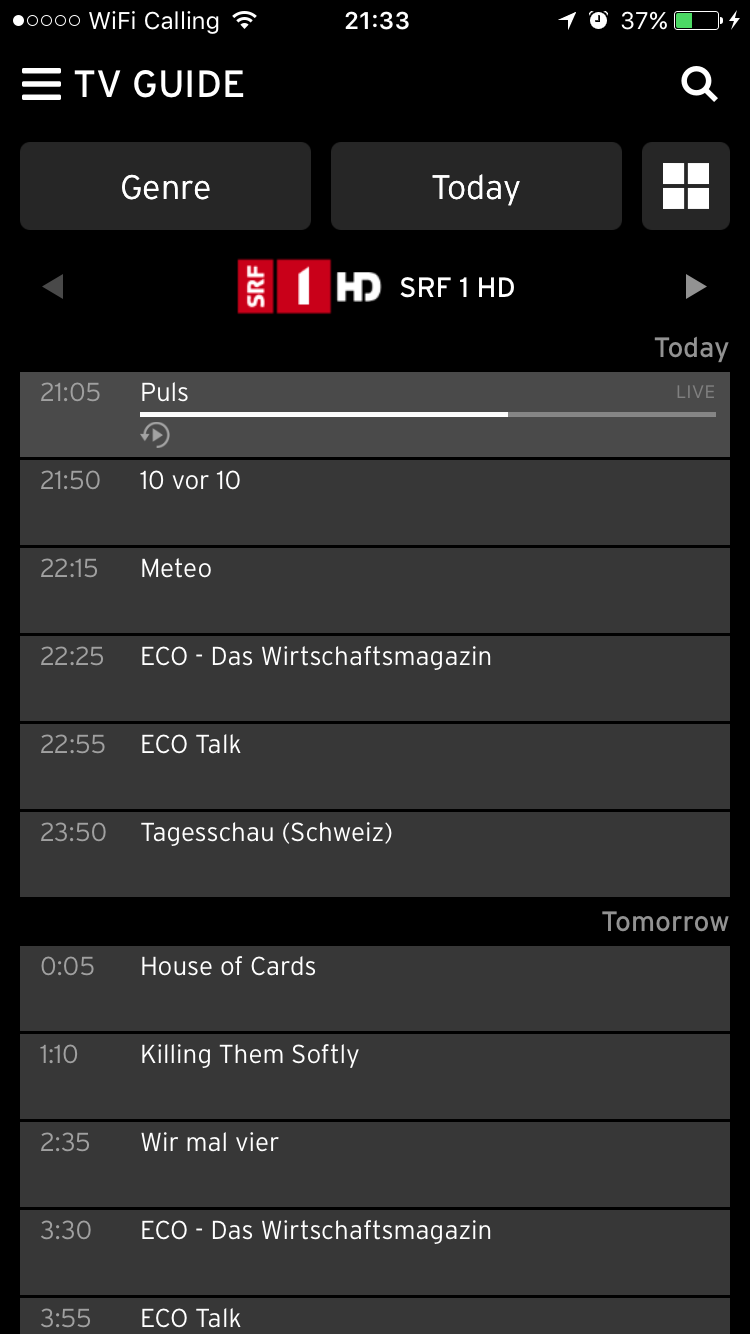 WiFi Calling 21:33 37%
TV GUIDE
Genre Today
SRF 1 HD SRF 1 HD
Today
21:05 Puls LIVE
21:50 10 vor 10
22:15 Meteo
22:25 ECO - Das Wirtschaftsmagazin
22:55 ECO Talk
23:50 Tagesschau (Schweiz)
Tomorrow
0:05 House of Cards
1:10 Killing Them Softly
2:35 Wir mal vier
3:30 ECO - Das Wirtschaftsmagazin
3:55 ECO Talk